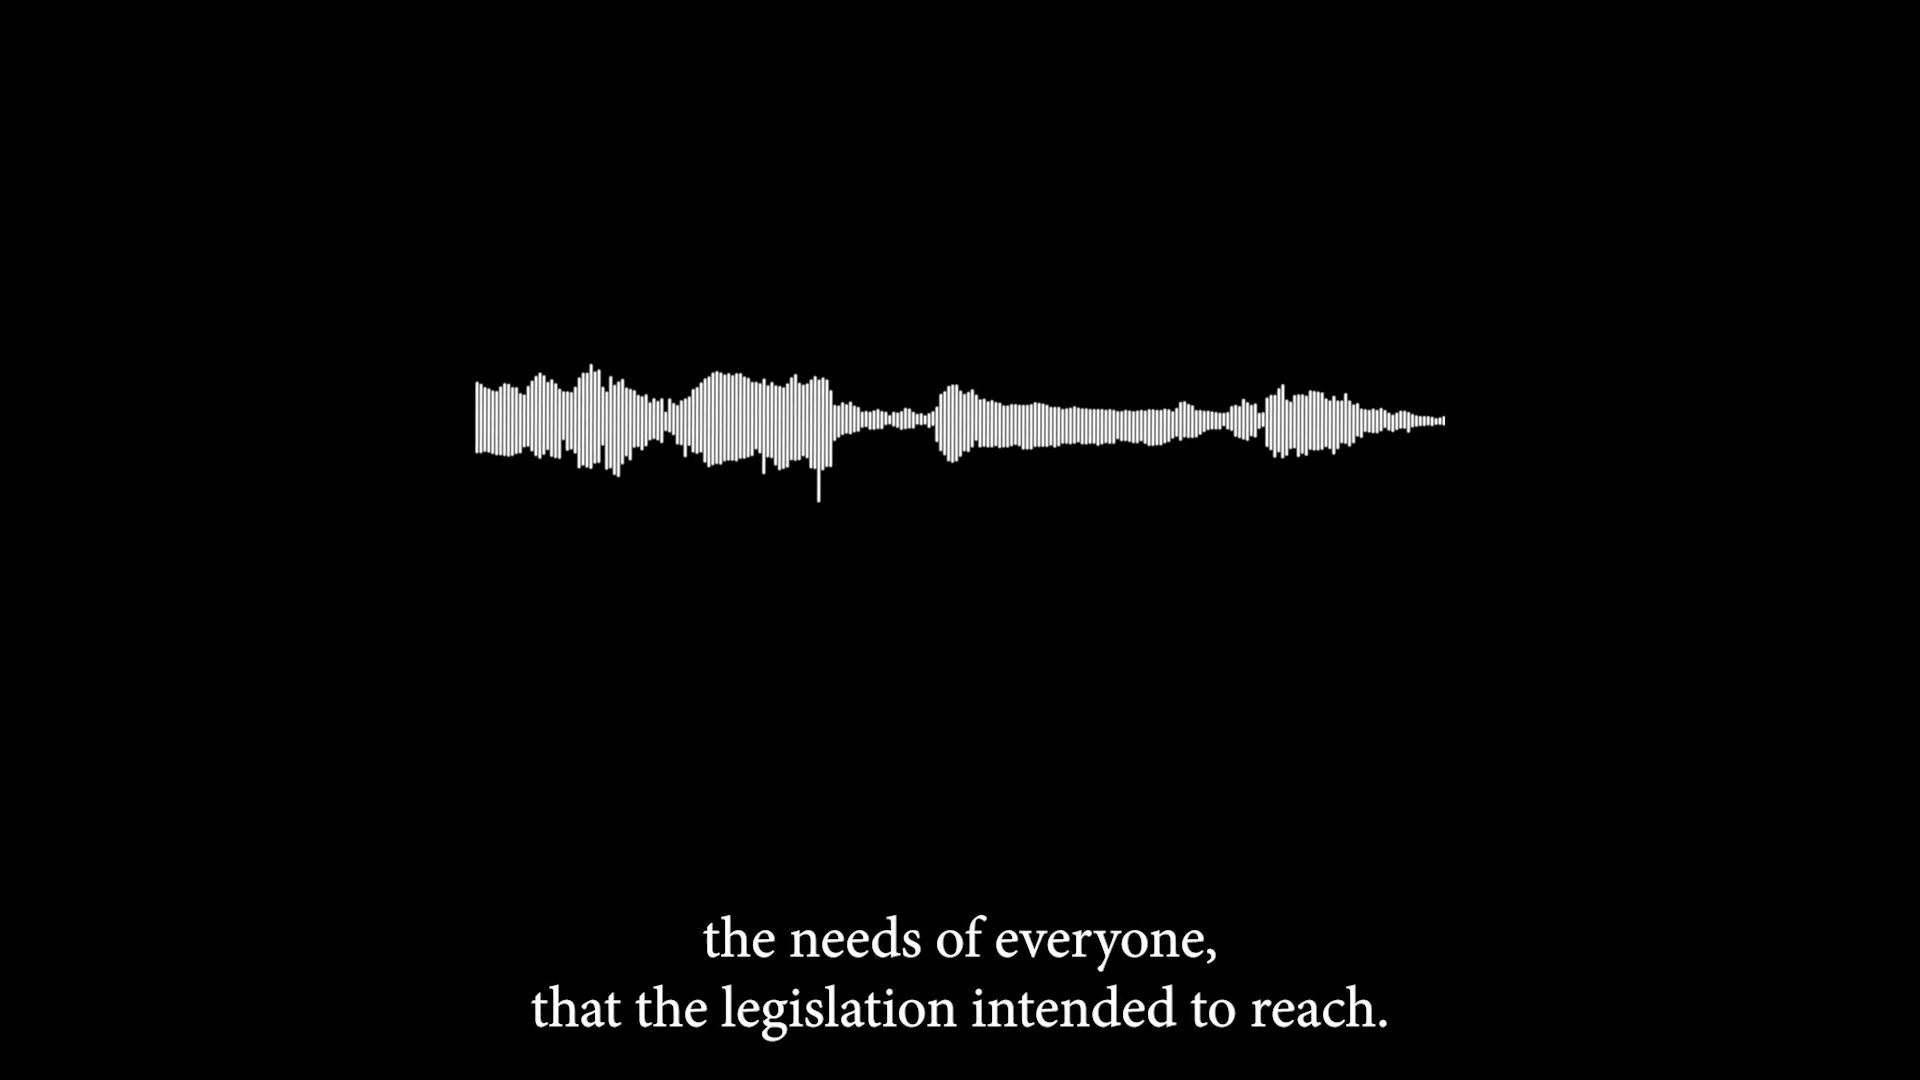 the needs of everyone,
that the legislation intended to reach.